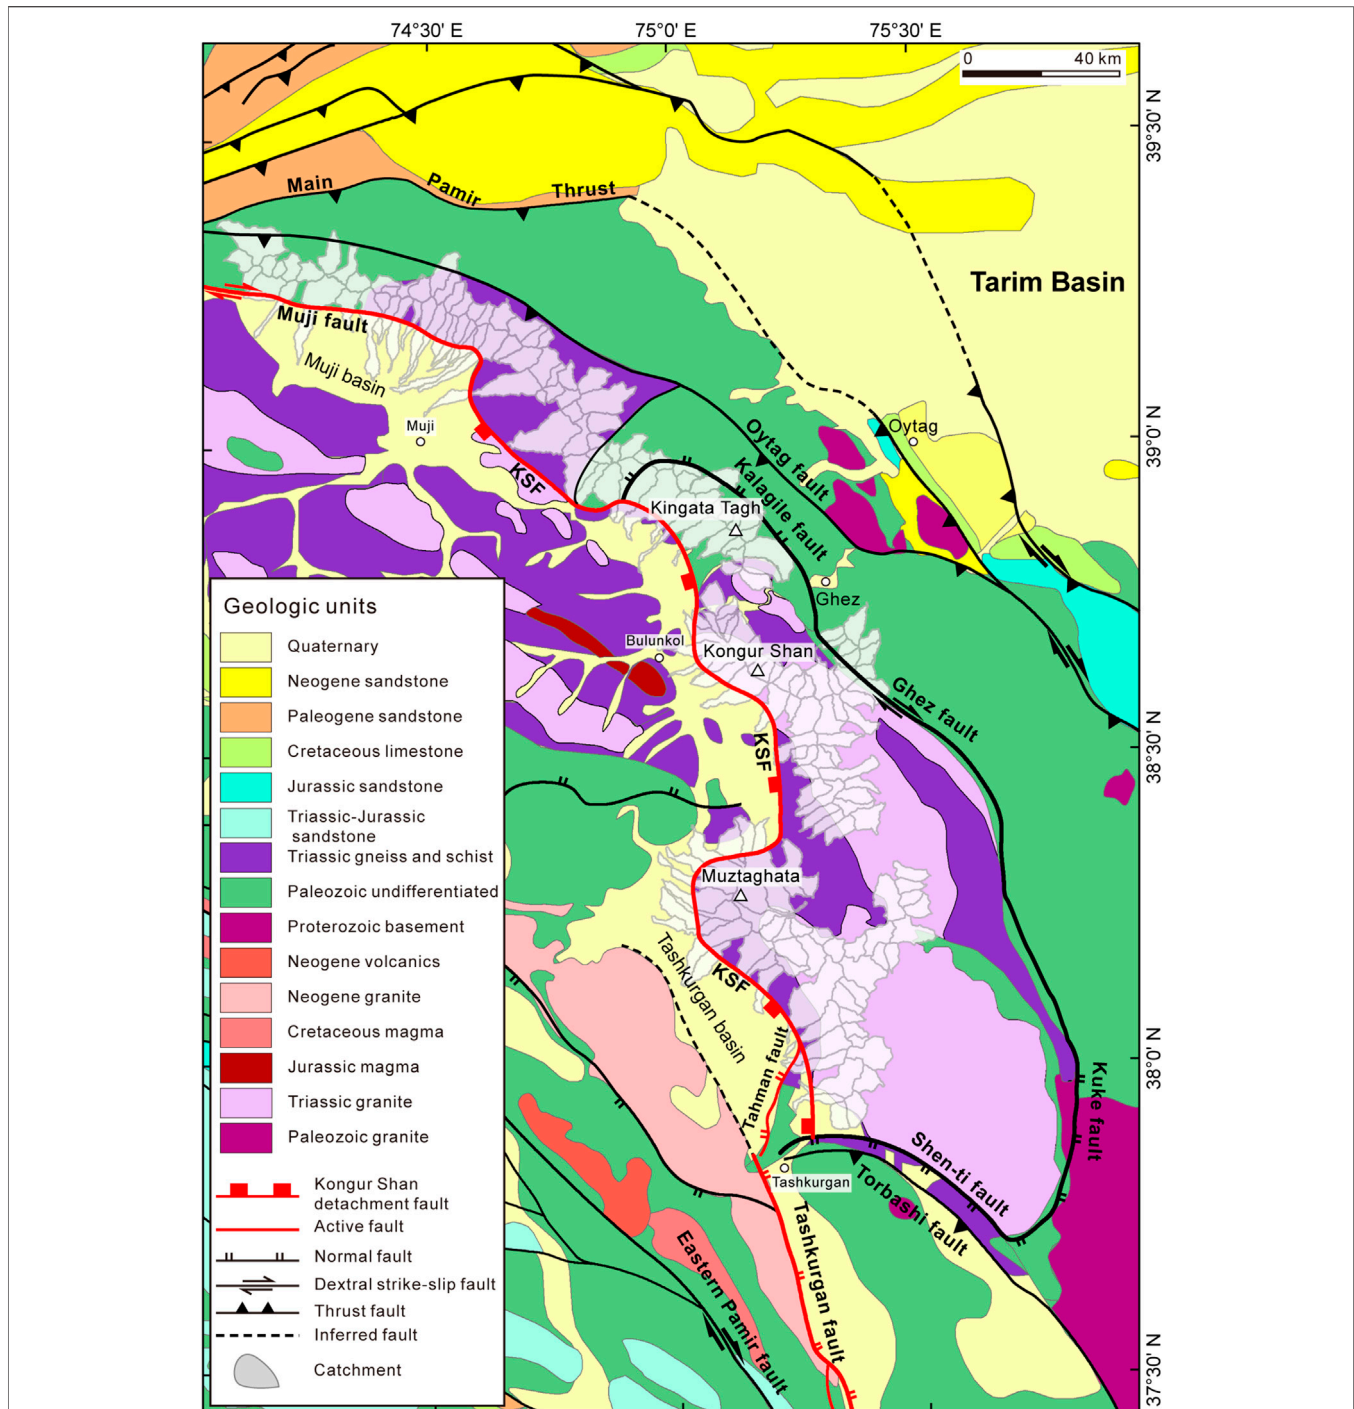 74°30' E
75°0' E
75°30' E
0
40 km
39°30' N
Main
Pamir
Thrust
Tarim Basin
Muji fault
Muji basin
Muji
39°0' N
Oytag
Oytag fault
Kalagile fault
KSF
Kingata Tagh
Ghez
Bulunkol
Kongur Shan
Ghez fault
KSF
38°30' N
Muztaghata
Tashkurgan basin
KSF
Tahman fault
38°0' N
Kuke fault
Shen-ti fault
Torbashi fault
Tashkurgan
Tashkurgan fault
Eastern Pamir fault
37°30' N
Geologic units
Quaternary
Neogene sandstone
Paleogene sandstone
Cretaceous limestone
Jurassic sandstone
Triassic-Jurassic
sandstone
Triassic gneiss and schist
Paleozoic undifferentiated
Proterozoic basement
Neogene volcanics
Neogene granite
Cretaceous magma
Jurassic magma
Triassic granite
Paleozoic granite
Kongur Shan
detachment fault
Active fault
Normal fault
Dextral strike-slip fault
Thrust fault
Inferred fault
Catchment